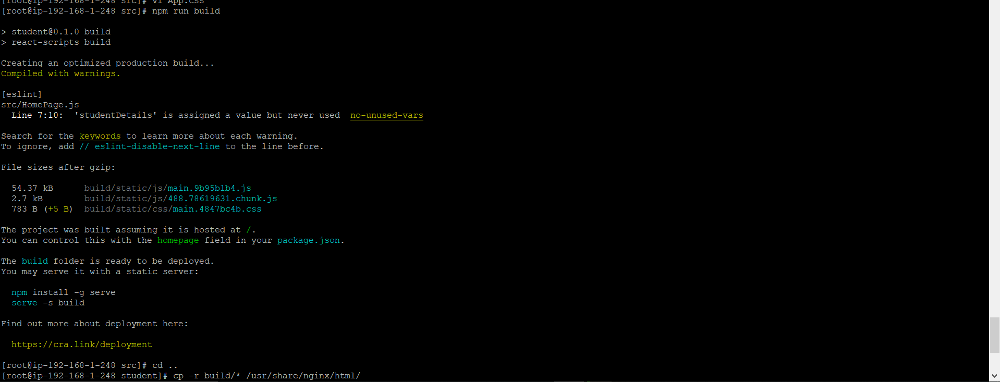 [root@ip-192-168-1-248 src]# vi App.css
[root@ip-192-168-1-248 src]# npm run build
> student@0.1.0 build
> react-scripts build
Creating an optimized production build...
Compiled with warnings.
[eslint]
src/HomePage.js
  Line 7:10:  'studentDetails' is assigned a value but never used  no-unused-vars
Search for the keywords to learn more about each warning.
To ignore, add // eslint-disable-next-line to the line before.
File sizes after gzip:
  54.37 kB      build/static/js/main.9b95b1b4.js
  2.7 kB        build/static/js/488.78619631.chunk.js
  783 B (+5 B)  build/static/css/main.4847bc4b.css
The project was built assuming it is hosted at /.
You can control this with the homepage field in your package.json.
The build folder is ready to be deployed.
You may serve it with a static server:
  npm install -g serve
  serve -s build
Find out more about deployment here:
  https://cra.link/deployment
[root@ip-192-168-1-248 src]# cd ..
[root@ip-192-168-1-248 student]# cp -r build/* /usr/share/nginx/html/